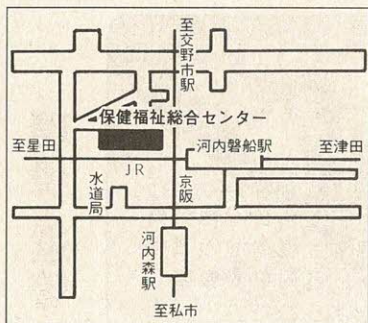 至交野市駅
保健福祉総合センター
至星田
河内磐船駅
至津田
JR
水道局
京阪
河内森駅
至私市